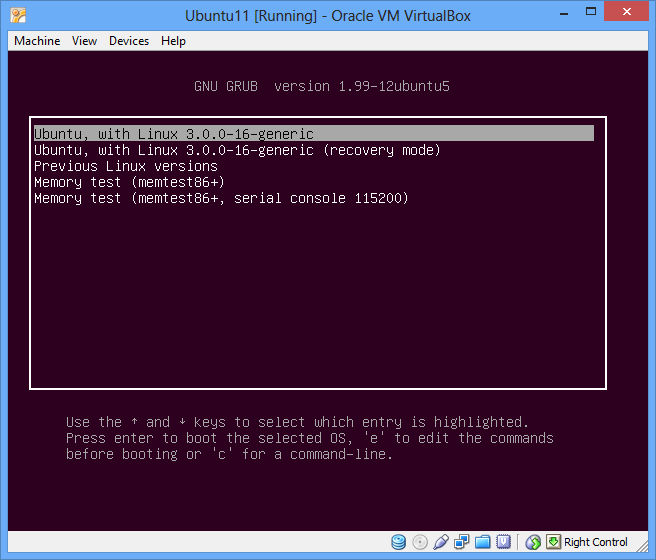 Ubuntu11 [Running] - Oracle VM VirtualBox
Machine View Devices Help
GNU GRUB version 1.99-12ubuntu5
Ubuntu, with Linux 3.0.0-16-generic
Ubuntu, with Linux 3.0.0-16-generic (recovery mode)
Previous Linux versions
Memory test (memtest86+)
Memory test (memtest86+, serial console 115200)
Use the ↑ and ↓ keys to select which entry is highlighted.
Press enter to boot the selected OS, 'e' to edit the commands
before booting or 'c' for a command-line.
Right Control